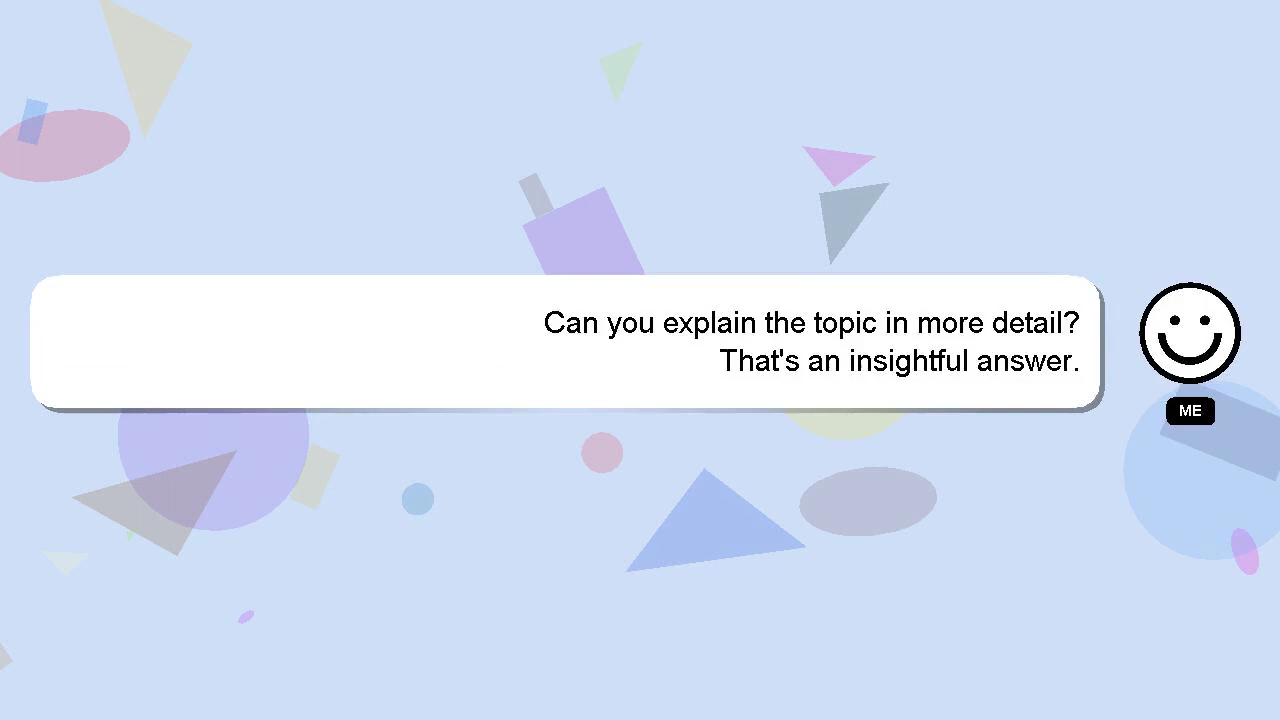 Can you explain the topic in more detail?
That's an insightful answer.
ME